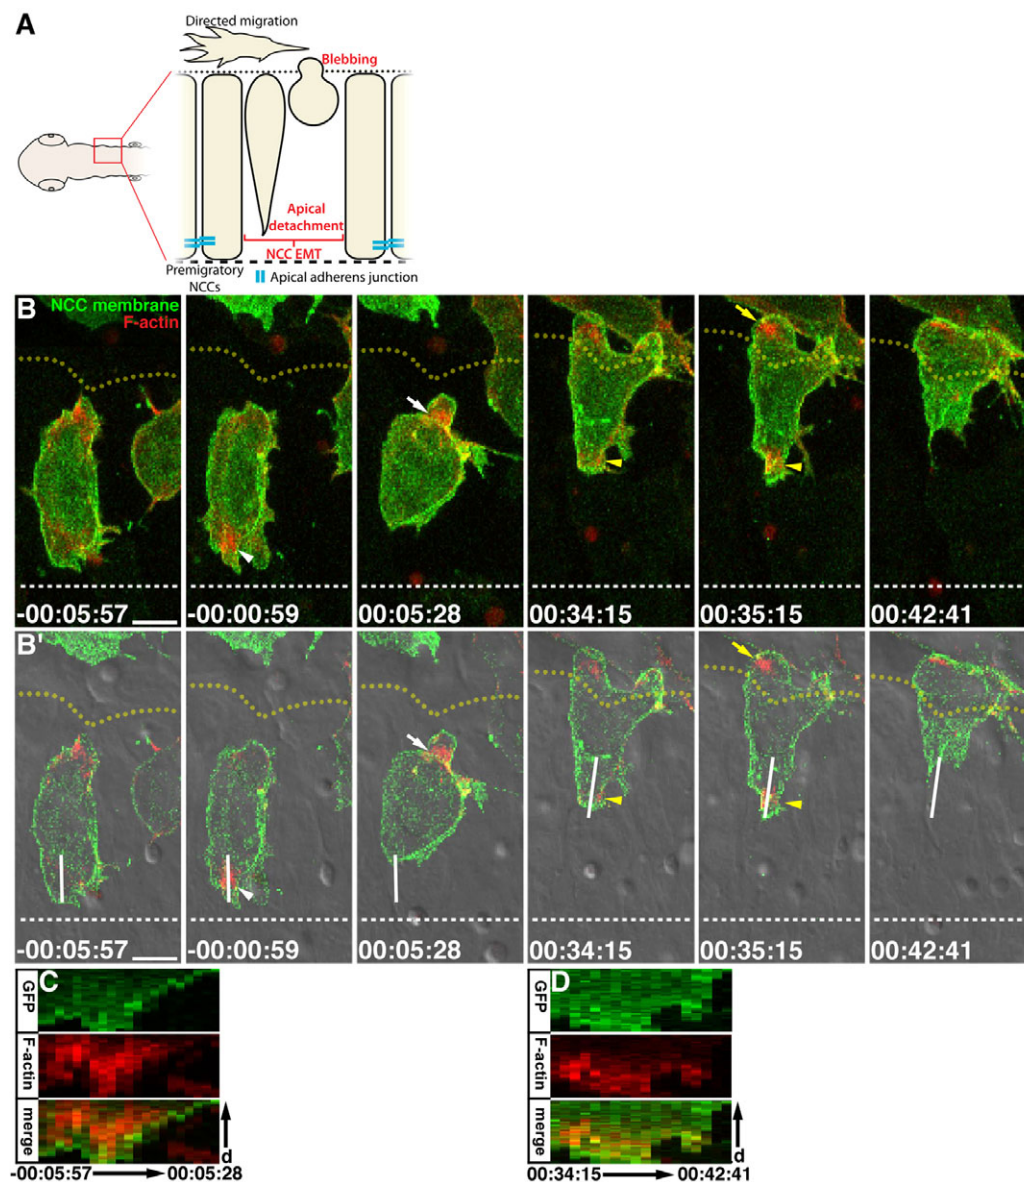 A
Directed migration
Blebbing
Apical
detachment
NCC EMT
Premigratory
NCCs
Apical adherens junction
B
NCC membrane
F-actin
-00:05:57
-00:00:59
00:05:28
00:34:15
00:35:15
00:42:41
B'
-00:05:57
-00:00:59
00:05:28
00:34:15
00:35:15
00:42:41
C
GFP
F-actin
merge
d
-00:05:57
00:05:28
D
GFP
F-actin
merge
d
00:34:15
00:42:41